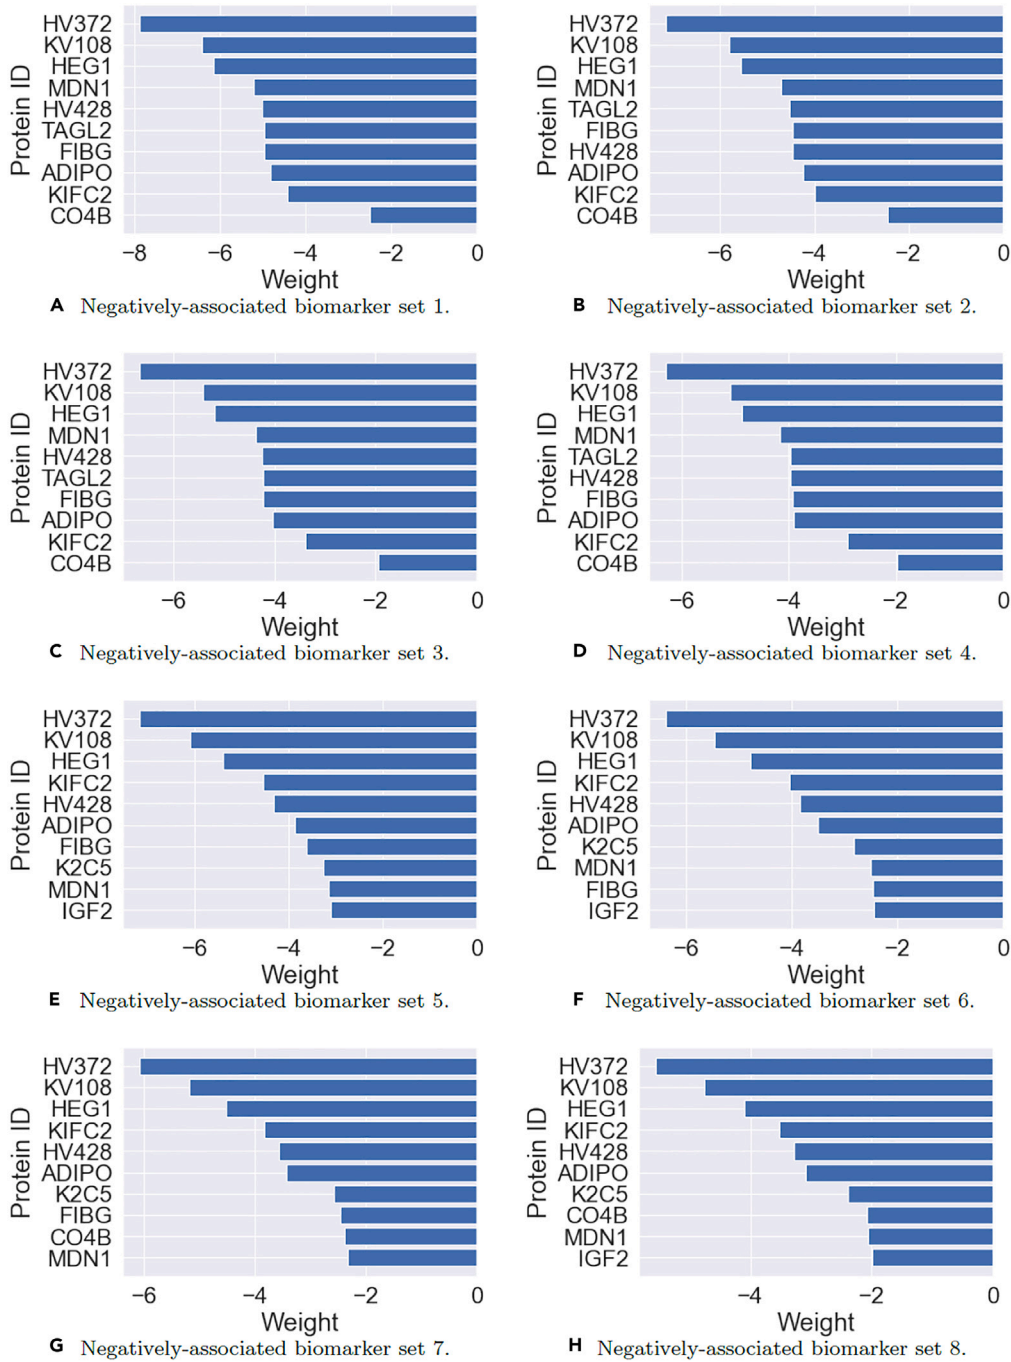 HV372
KV108
HEG1
MDN1
HV428
TAGL2
FIBG
ADIPO
KIFC2
CO4B
Protein ID
−8 −6 −4 −2 0
Weight
A Negatively-associated biomarker set 1.
HV372
KV108
HEG1
MDN1
TAGL2
FIBG
HV428
ADIPO
KIFC2
CO4B
Protein ID
−6 −4 −2 0
Weight
B Negatively-associated biomarker set 2.
HV372
KV108
HEG1
MDN1
HV428
TAGL2
FIBG
ADIPO
KIFC2
CO4B
Protein ID
−6 −4 −2 0
Weight
C Negatively-associated biomarker set 3.
HV372
KV108
HEG1
MDN1
TAGL2
HV428
FIBG
ADIPO
KIFC2
CO4B
Protein ID
−6 −4 −2 0
Weight
D Negatively-associated biomarker set 4.
HV372
KV108
HEG1
KIFC2
HV428
ADIPO
FIBG
K2C5
MDN1
IGF2
Protein ID
−6 −4 −2 0
Weight
E Negatively-associated biomarker set 5.
HV372
KV108
HEG1
KIFC2
HV428
ADIPO
K2C5
MDN1
FIBG
IGF2
Protein ID
−6 −4 −2 0
Weight
F Negatively-associated biomarker set 6.
HV372
KV108
HEG1
KIFC2
HV428
ADIPO
K2C5
FIBG
CO4B
MDN1
Protein ID
−6 −4 −2 0
Weight
G Negatively-associated biomarker set 7.
HV372
KV108
HEG1
KIFC2
HV428
ADIPO
K2C5
CO4B
MDN1
IGF2
Protein ID
−4 −2 0
Weight
H Negatively-associated biomarker set 8.